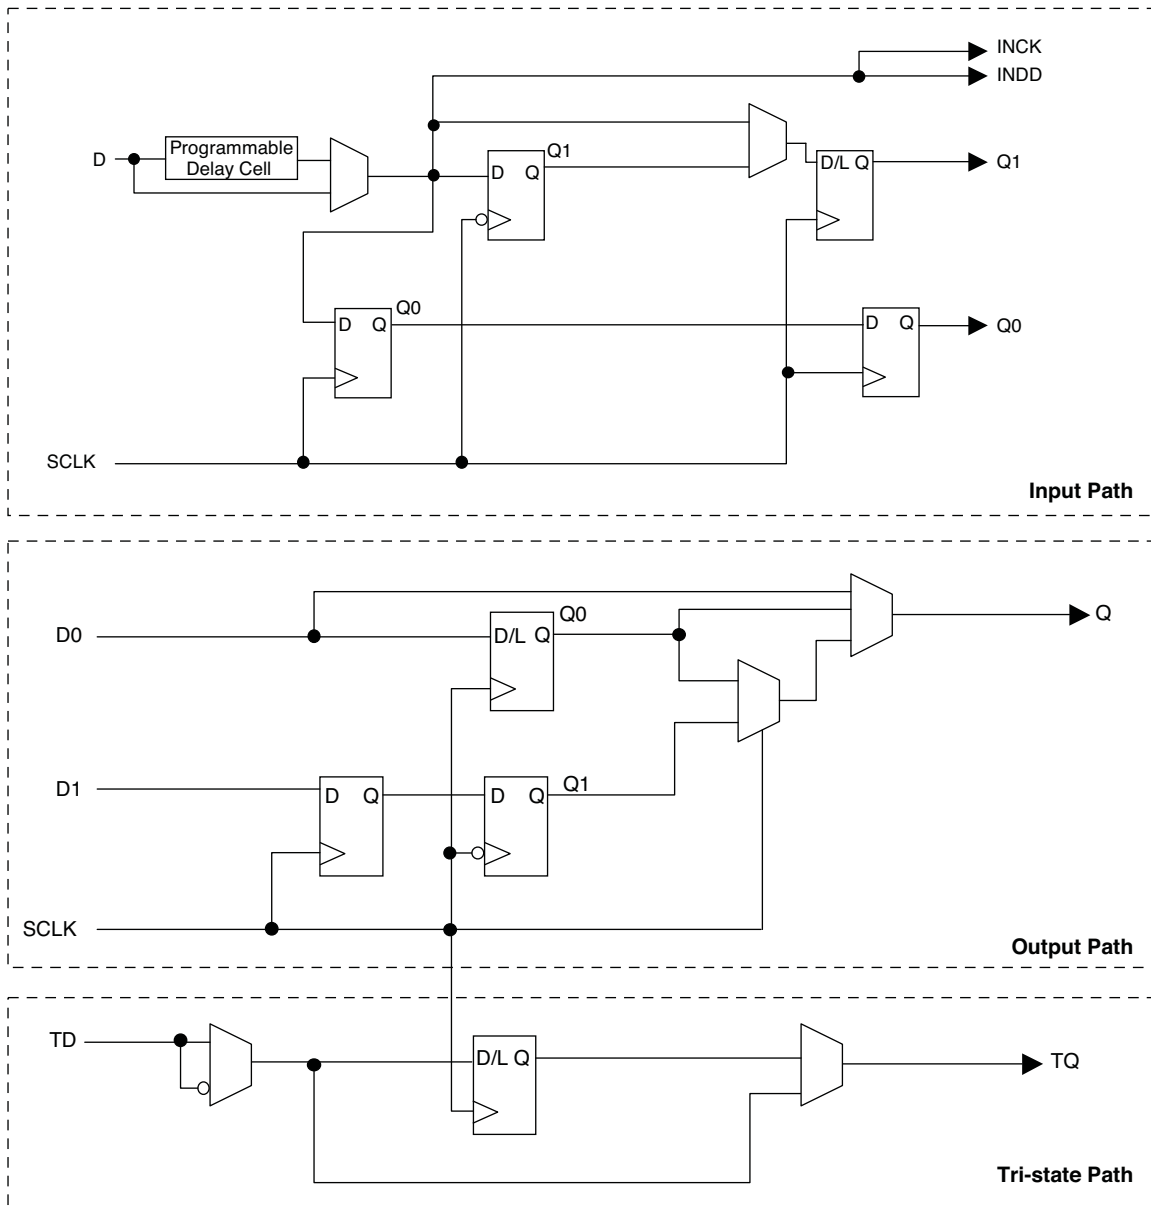 INCK
INDD
D
Programmable
Delay Cell
Q1
D Q
D/L Q
Q1
Q0
D Q
D Q
Q0
SCLK
Input Path
D0
D/L Q
Q0
Q
D1
D Q
D Q
Q1
SCLK
Output Path
TD
D/L Q
TQ
Tri-state Path